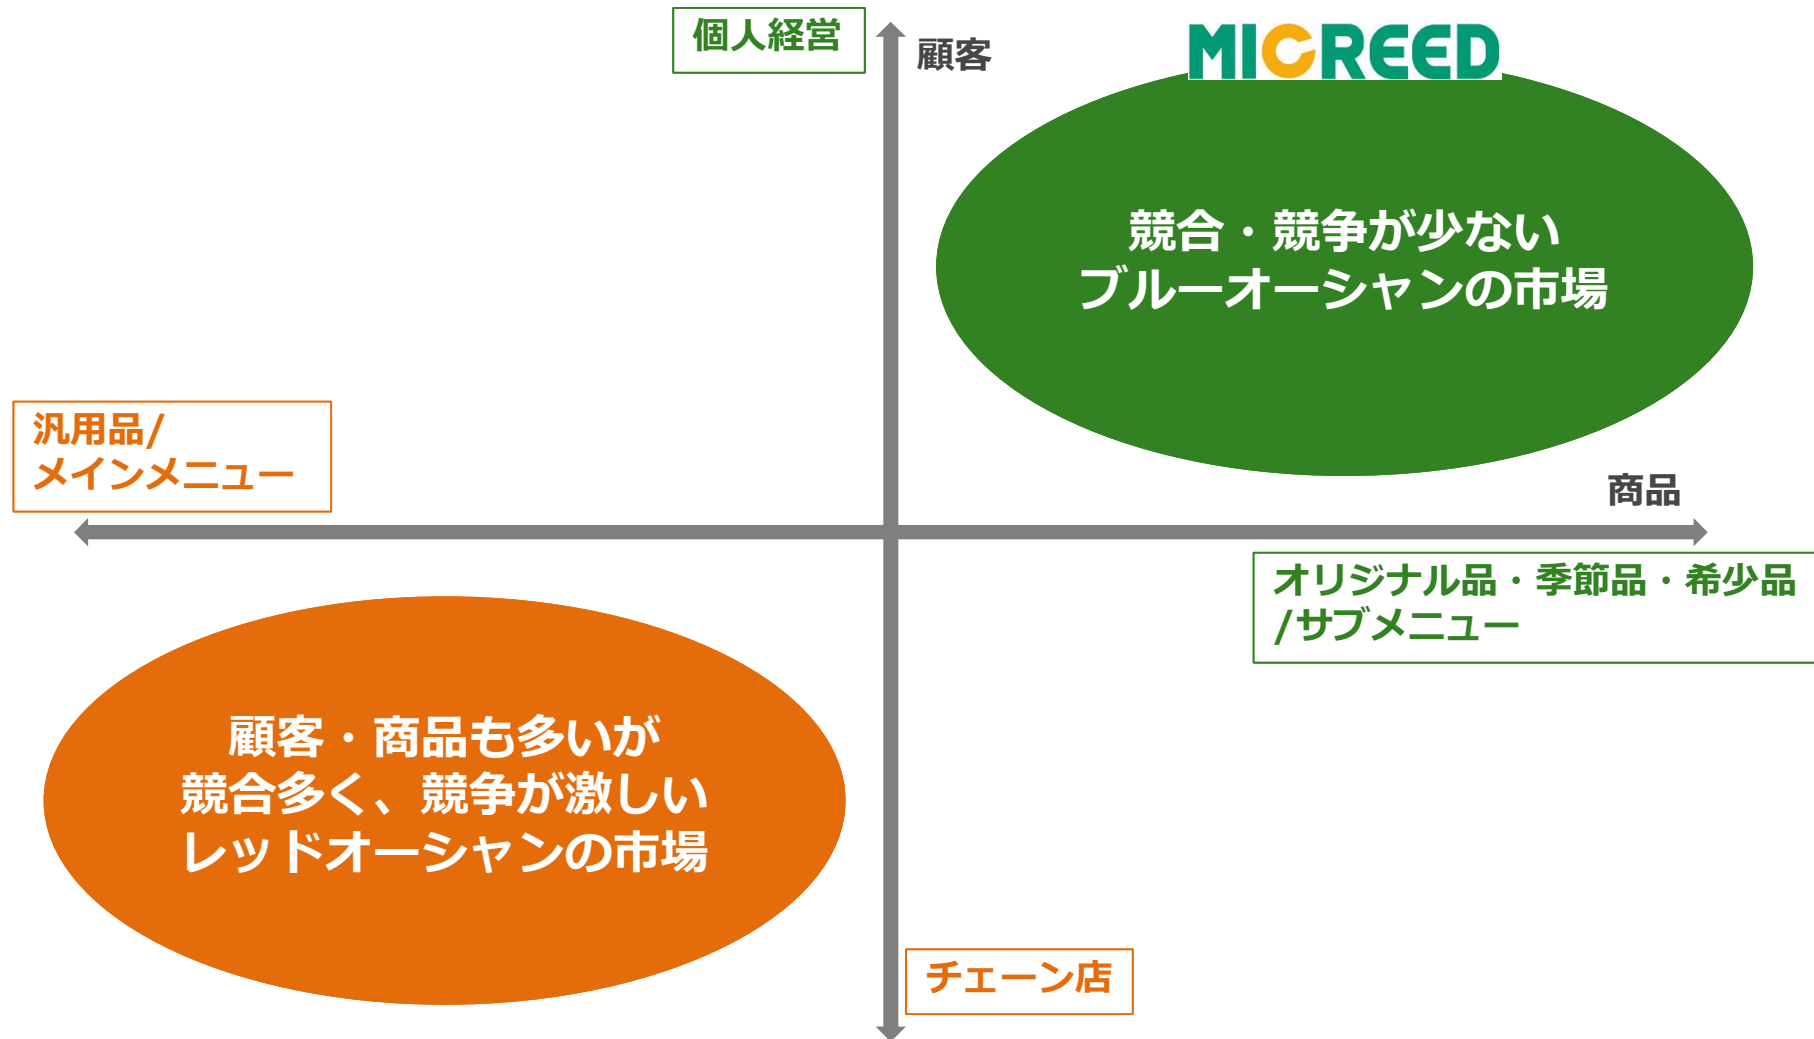 個人経営
顧客
MICREED
競合・競争が少ない
ブルーオーシャンの市場
汎用品/
メインメニュー
商品
オリジナル品・季節品・希少品
/サブメニュー
顧客・商品も多いが
競合多く、競争が激しい
レッドオーシャンの市場
チェーン店